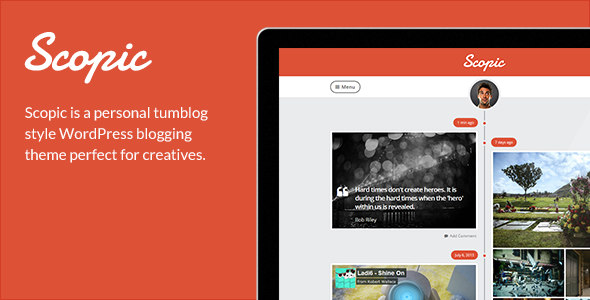 Scopic
Scopic is a personal tumblog
style WordPress blogging
theme perfect for creatives.
Scopic
Menu
1 min ago
7 days ago
Hard times don't create heroes. It is
during the hard times when the 'hero'
within us is revealed.
Bob Riley
Add Comment
July 8, 2013
Ladi6 - Shine On
From Robert Wallace